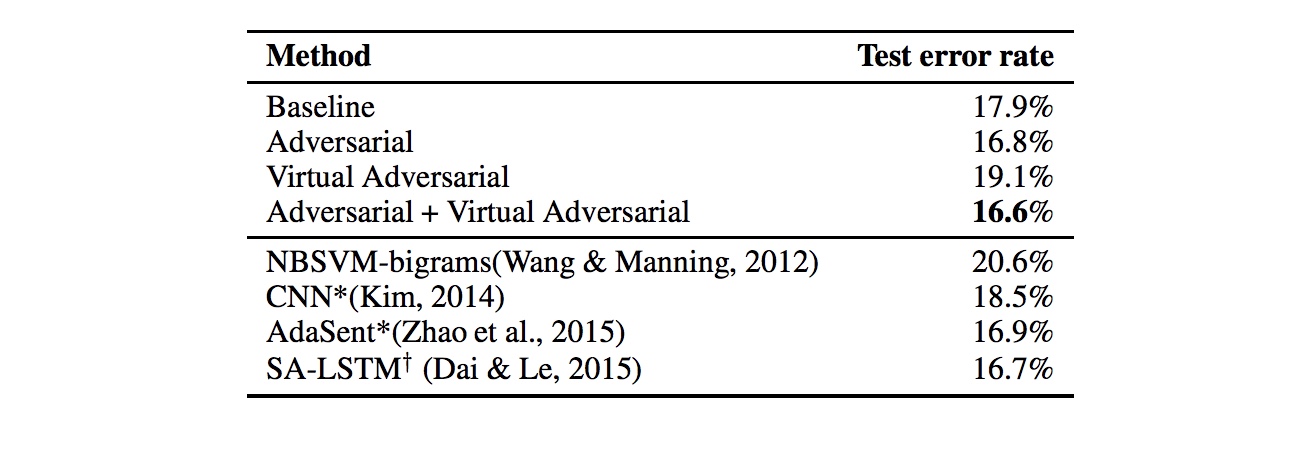 Method Test error rate
Baseline 17.9%
Adversarial 16.8%
Virtual Adversarial 19.1%
Adversarial + Virtual Adversarial 16.6%
NBSVM-bigrams(Wang & Manning, 2012) 20.6%
CNN*(Kim, 2014) 18.5%
AdaSent*(Zhao et al., 2015) 16.9%
SA-LSTM† (Dai & Le, 2015) 16.7%